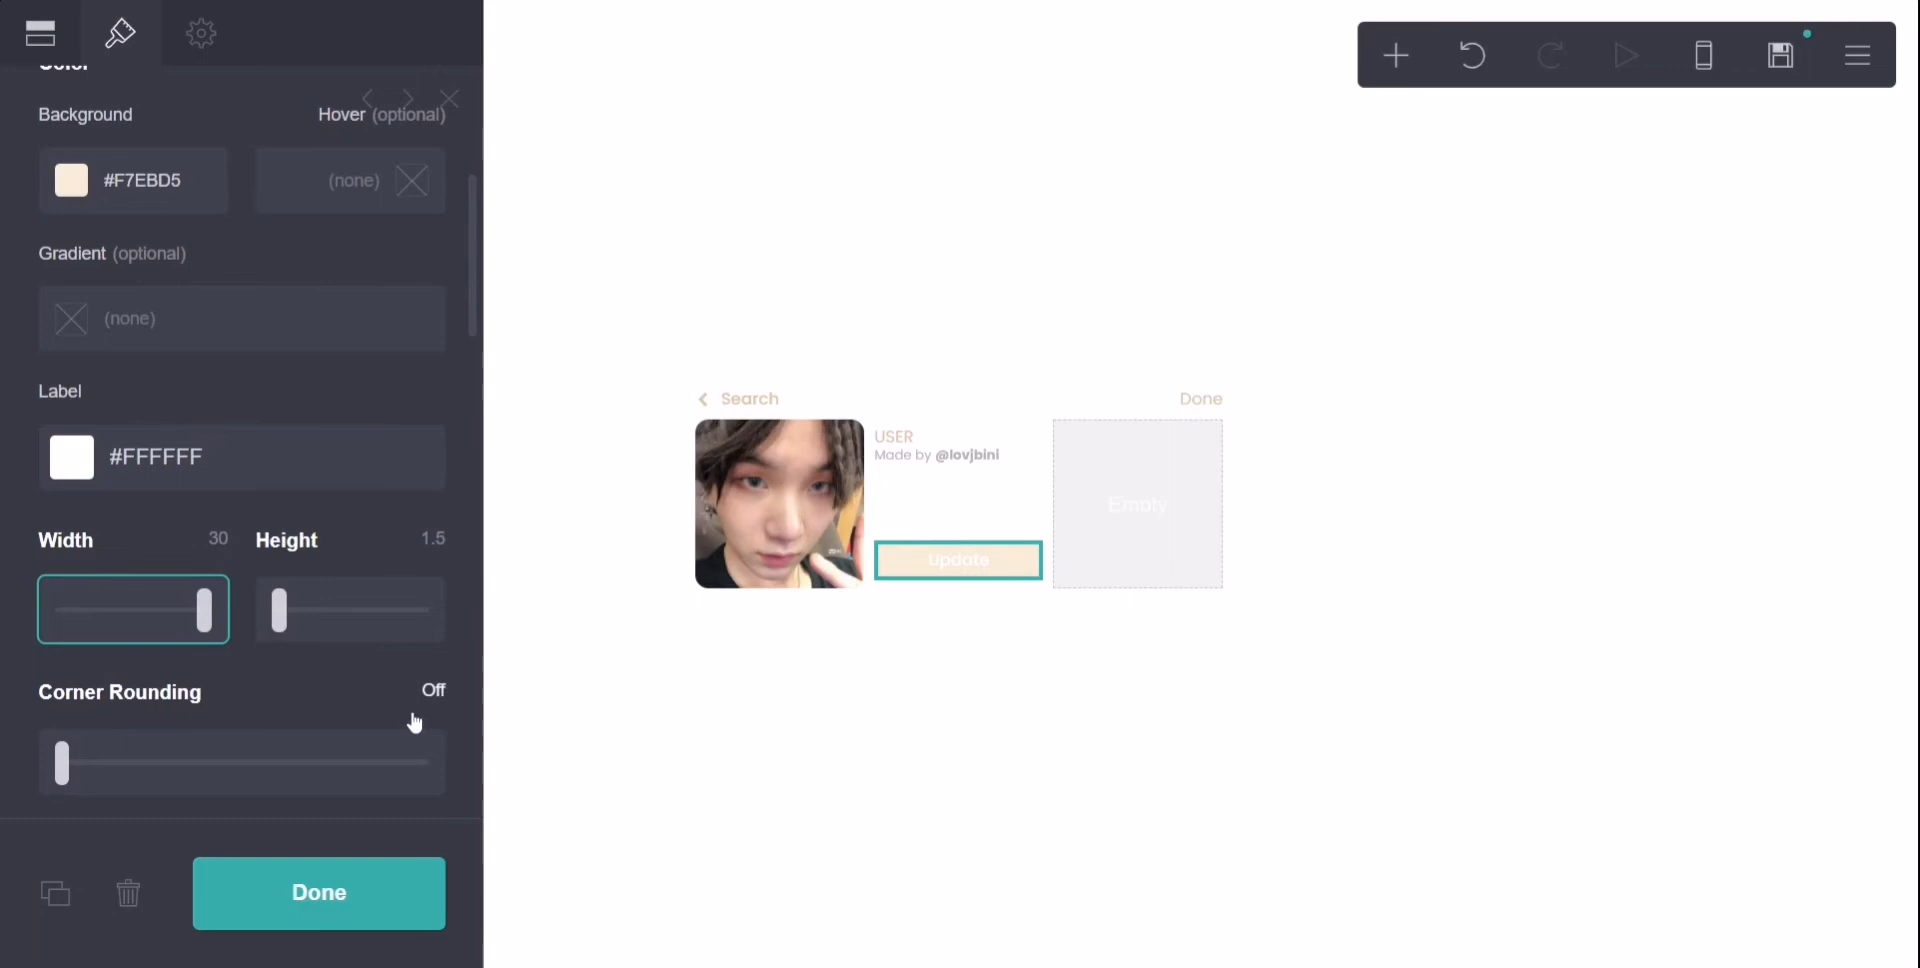 Color
Background
Hover (optional)
#F7EBD5
(none)
Gradient (optional)
(none)
Label
#FFFFFF
Width 30
Height 1.5
Corner Rounding Off
Done
Search
Done
USER
Made by @lovjbini
Update
Empty